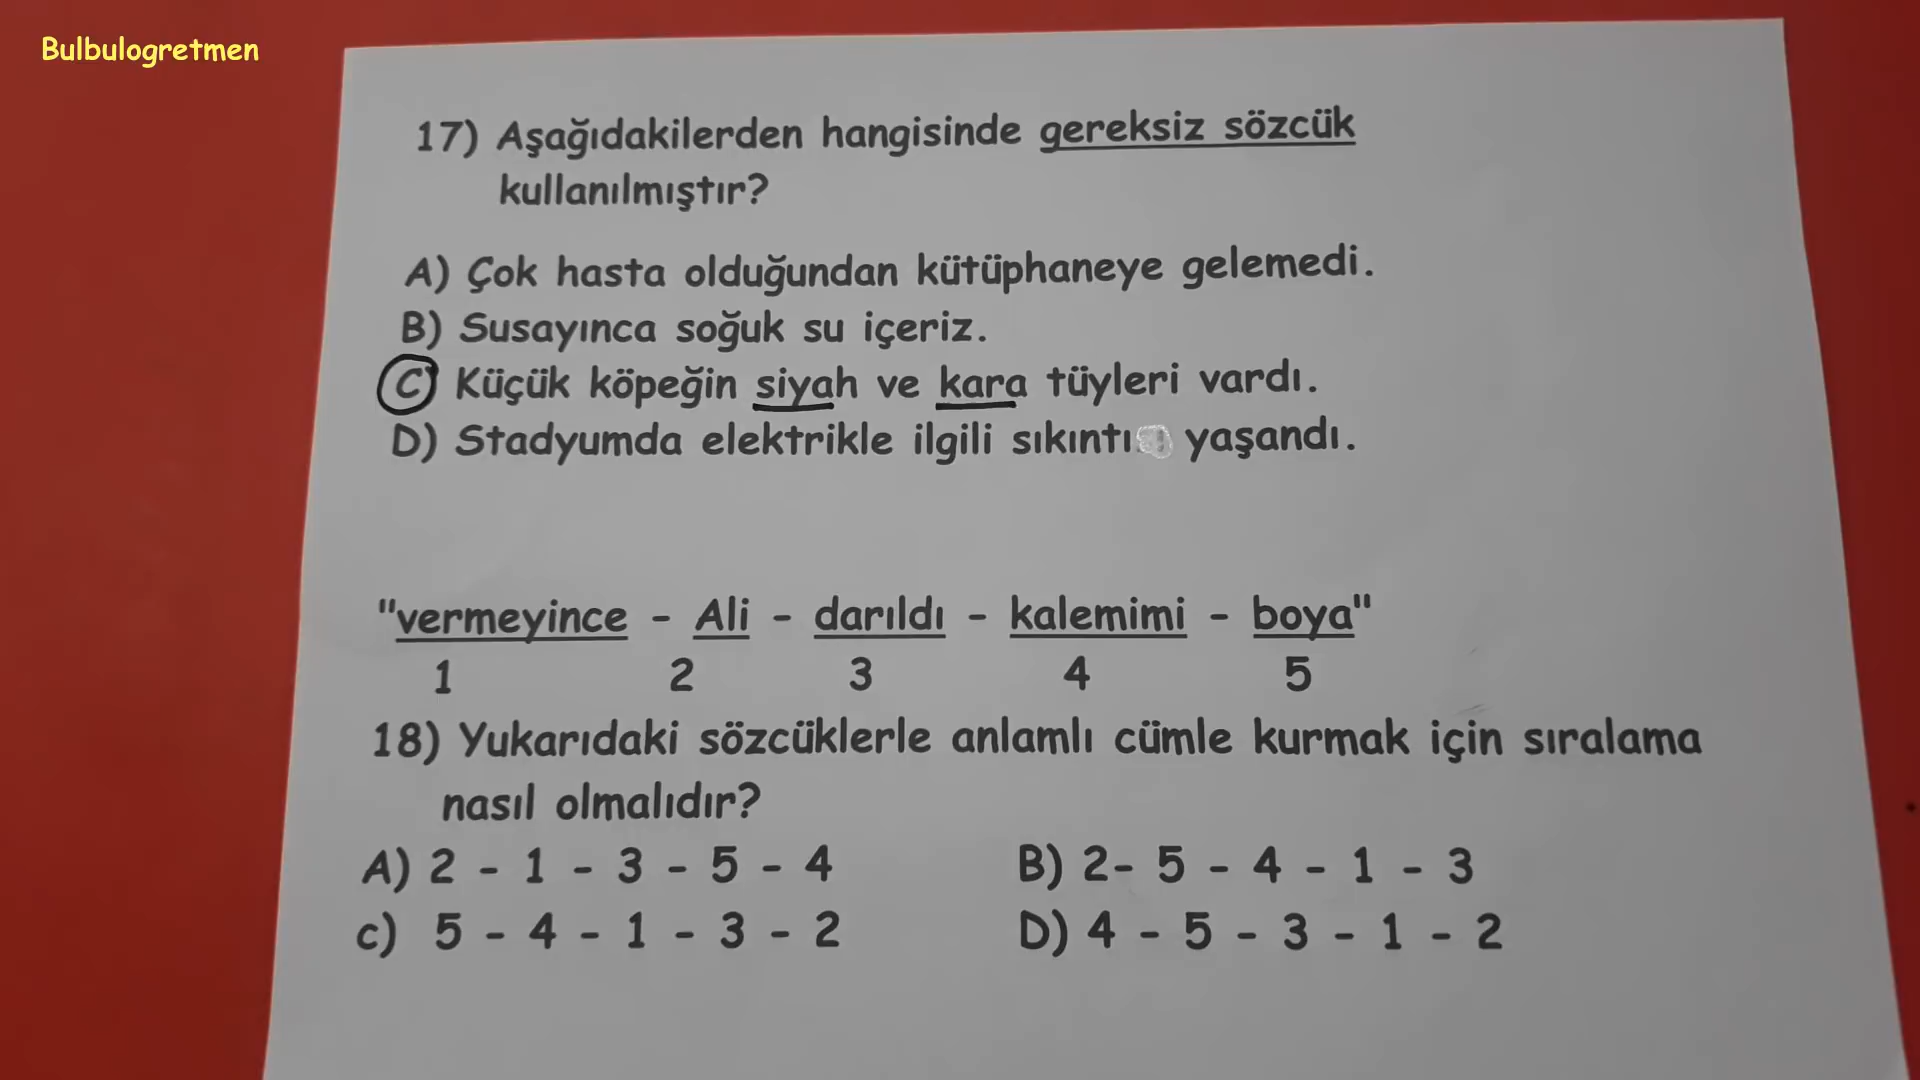 Bulbulogretmen
17) Aşağıdakilerden hangisinde gereksiz sözcük
kullanılmıştır?
A) Çok hasta olduğundan kütüphaneye gelemedi.
B) Susayınca soğuk su içeriz.
C) Küçük köpeğin siyah ve kara tüyleri vardı.
D) Stadyumda elektrikle ilgili sıkıntı yaşandı.
"vermeyince - Ali - darıldı - kalemimi - boya"
1 2 3 4 5
18) Yukarıdaki sözcüklerle anlamlı cümle kurmak için sıralama
nasıl olmalıdır?
A) 2 - 1 - 3 - 5 - 4 B) 2- 5 - 4 - 1 - 3
c) 5 - 4 - 1 - 3 - 2 D) 4 - 5 - 3 - 1 - 2